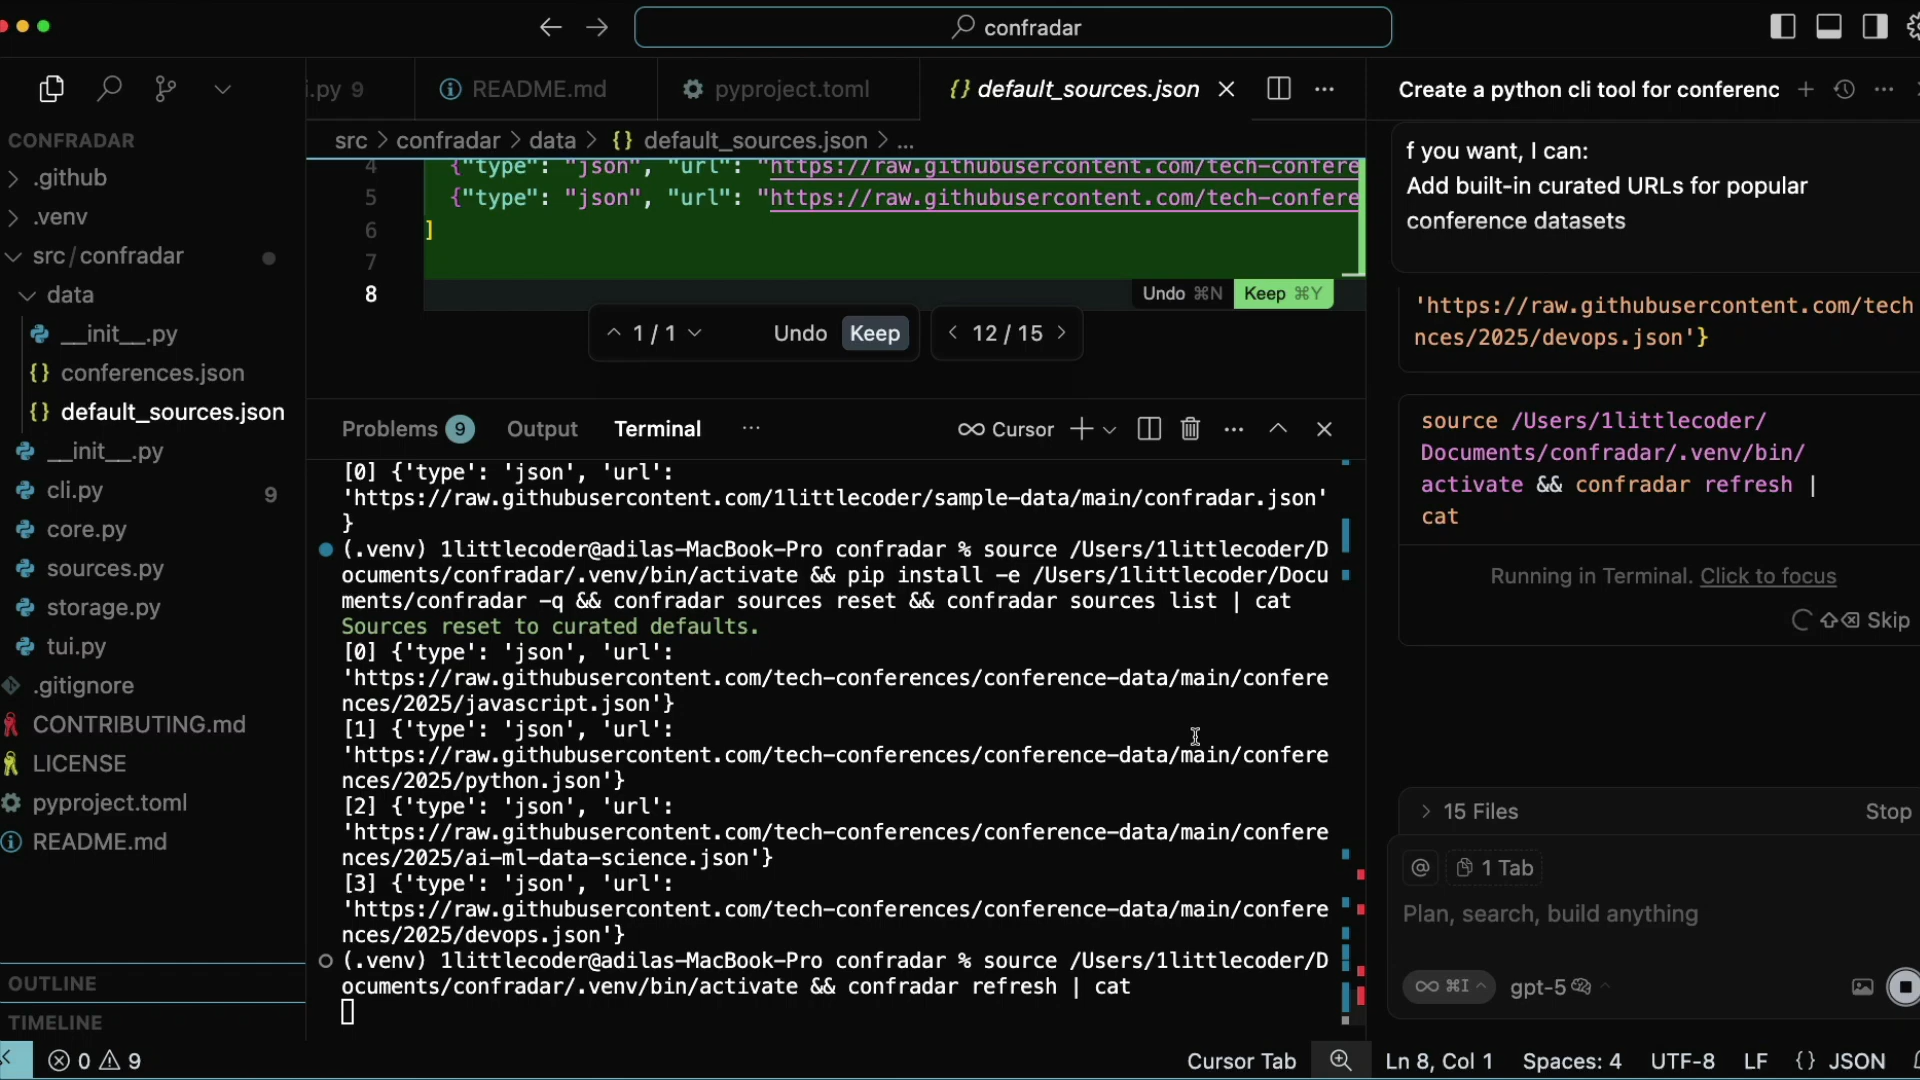 confradar
i.py 9
README.md
pyproject.toml
{} default_sources.json
Create a python cli tool for conferenc
CONFRADAR
.github
.venv
src/confradar
data
__init__.py
{} conferences.json
{} default_sources.json
__init__.py
cli.py 9
core.py
sources.py
storage.py
tui.py
.gitignore
CONTRIBUTING.md
LICENSE
pyproject.toml
README.md
OUTLINE
TIMELINE
src > confradar > data > {} default_sources.json > ...
4 {"type": "json", "url": "https://raw.githubusercontent.com/tech-confere
5 {"type": "json", "url": "https://raw.githubusercontent.com/tech-confere
6 ]
7
8
Undo ⌘N Keep ⌘Y
1 / 1 Undo Keep
12 / 15
Problems 9 Output Terminal ...
Cursor
[0] {'type': 'json', 'url':
'https://raw.githubusercontent.com/1littlecoder/sample-data/main/confradar.json'
}
(.venv) 1littlecoder@adilas-MacBook-Pro confradar % source /Users/1littlecoder/D
ocuments/confradar/.venv/bin/activate && pip install -e /Users/1littlecoder/Docu
ments/confradar -q && confradar sources reset && confradar sources list | cat
Sources reset to curated defaults.
[0] {'type': 'json', 'url':
'https://raw.githubusercontent.com/tech-conferences/conference-data/main/confere
nces/2025/javascript.json'}
[1] {'type': 'json', 'url':
'https://raw.githubusercontent.com/tech-conferences/conference-data/main/confere
nces/2025/python.json'}
[2] {'type': 'json', 'url':
'https://raw.githubusercontent.com/tech-conferences/conference-data/main/confere
nces/2025/ai-ml-data-science.json'}
[3] {'type': 'json', 'url':
'https://raw.githubusercontent.com/tech-conferences/conference-data/main/confere
nces/2025/devops.json'}
(.venv) 1littlecoder@adilas-MacBook-Pro confradar % source /Users/1littlecoder/D
ocuments/confradar/.venv/bin/activate && confradar refresh | cat
f you want, I can:
Add built-in curated URLs for popular
conference datasets
'https://raw.githubusercontent.com/tech
nces/2025/devops.json'}
source /Users/1littlecoder/
Documents/confradar/.venv/bin/
activate && confradar refresh |
cat
Running in Terminal. Click to focus
Skip
15 Files Stop
@ 1 Tab
Plan, search, build anything
∞ ⌘I gpt-5
0 9
Cursor Tab
Ln 8, Col 1 Spaces: 4 UTF-8 LF {} JSON